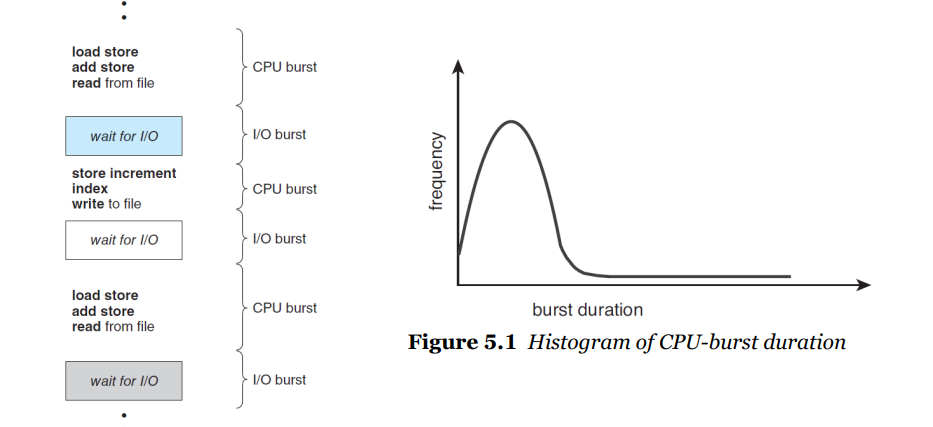 load store
add store
read from file
CPU burst
wait for I/O
I/O burst
store increment
index
write to file
CPU burst
wait for I/O
I/O burst
load store
add store
read from file
CPU burst
wait for I/O
I/O burst
frequency
burst duration
Figure 5.1 Histogram of CPU-burst duration